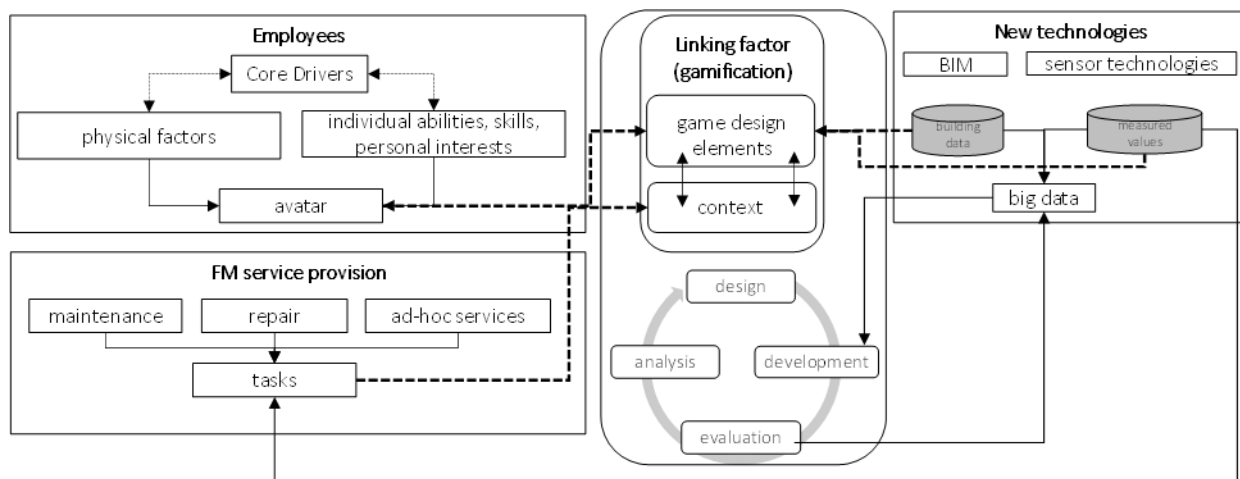 Employees
Core Drivers
physical factors
individual abilities, skills,
personal interests
avatar
FM service provision
maintenance
repair
ad-hoc services
tasks
Linking factor
(gamification)
game design
elements
context
design
analysis
development
evaluation
New technologies
BIM
sensor technologies
building
data
measured
values
big data